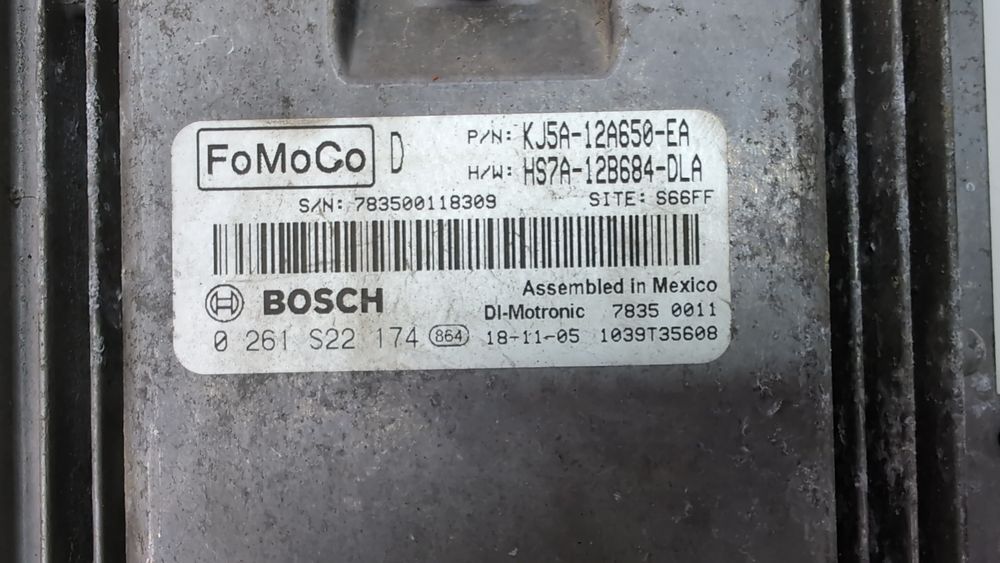 FoMoCo D P/N: KJ5A-12A650-EA
H/W: HS7A-12B684-DLA
S/N: 783500118309 SITE: S66FF
Assembled in Mexico
BOSCH DI-Motronic 7835 0011
0 261 S22 174 864 18-11-05 1039T35608